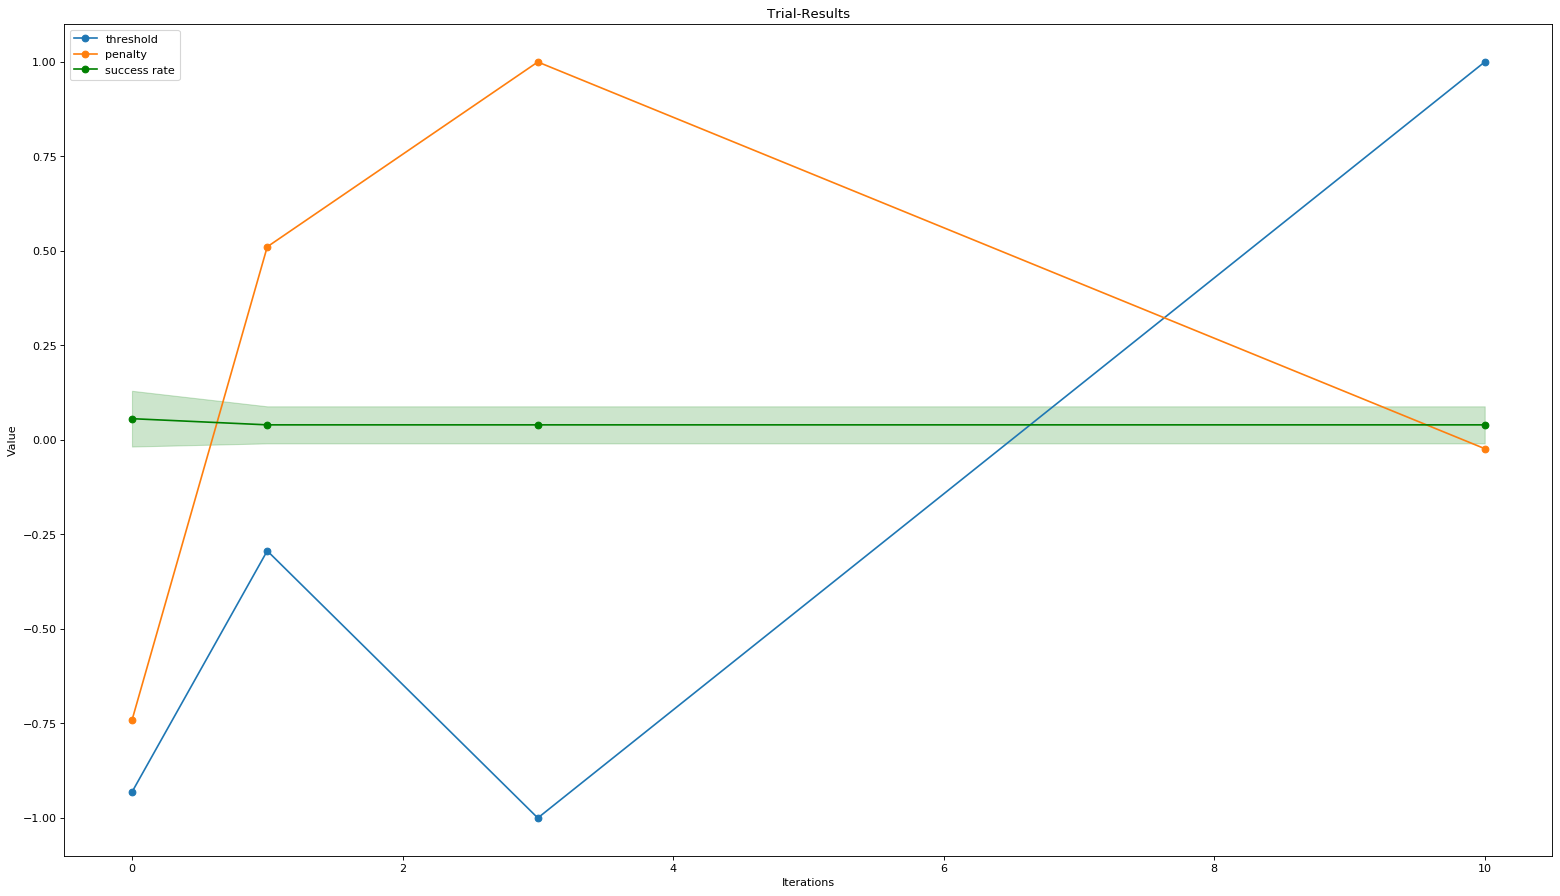 Trial-Results
threshold
penalty
success rate
1.00
0.75
0.50
0.25
0.00
−0.25
−0.50
−0.75
−1.00
Value
0 2 4 6 8 10
Iterations